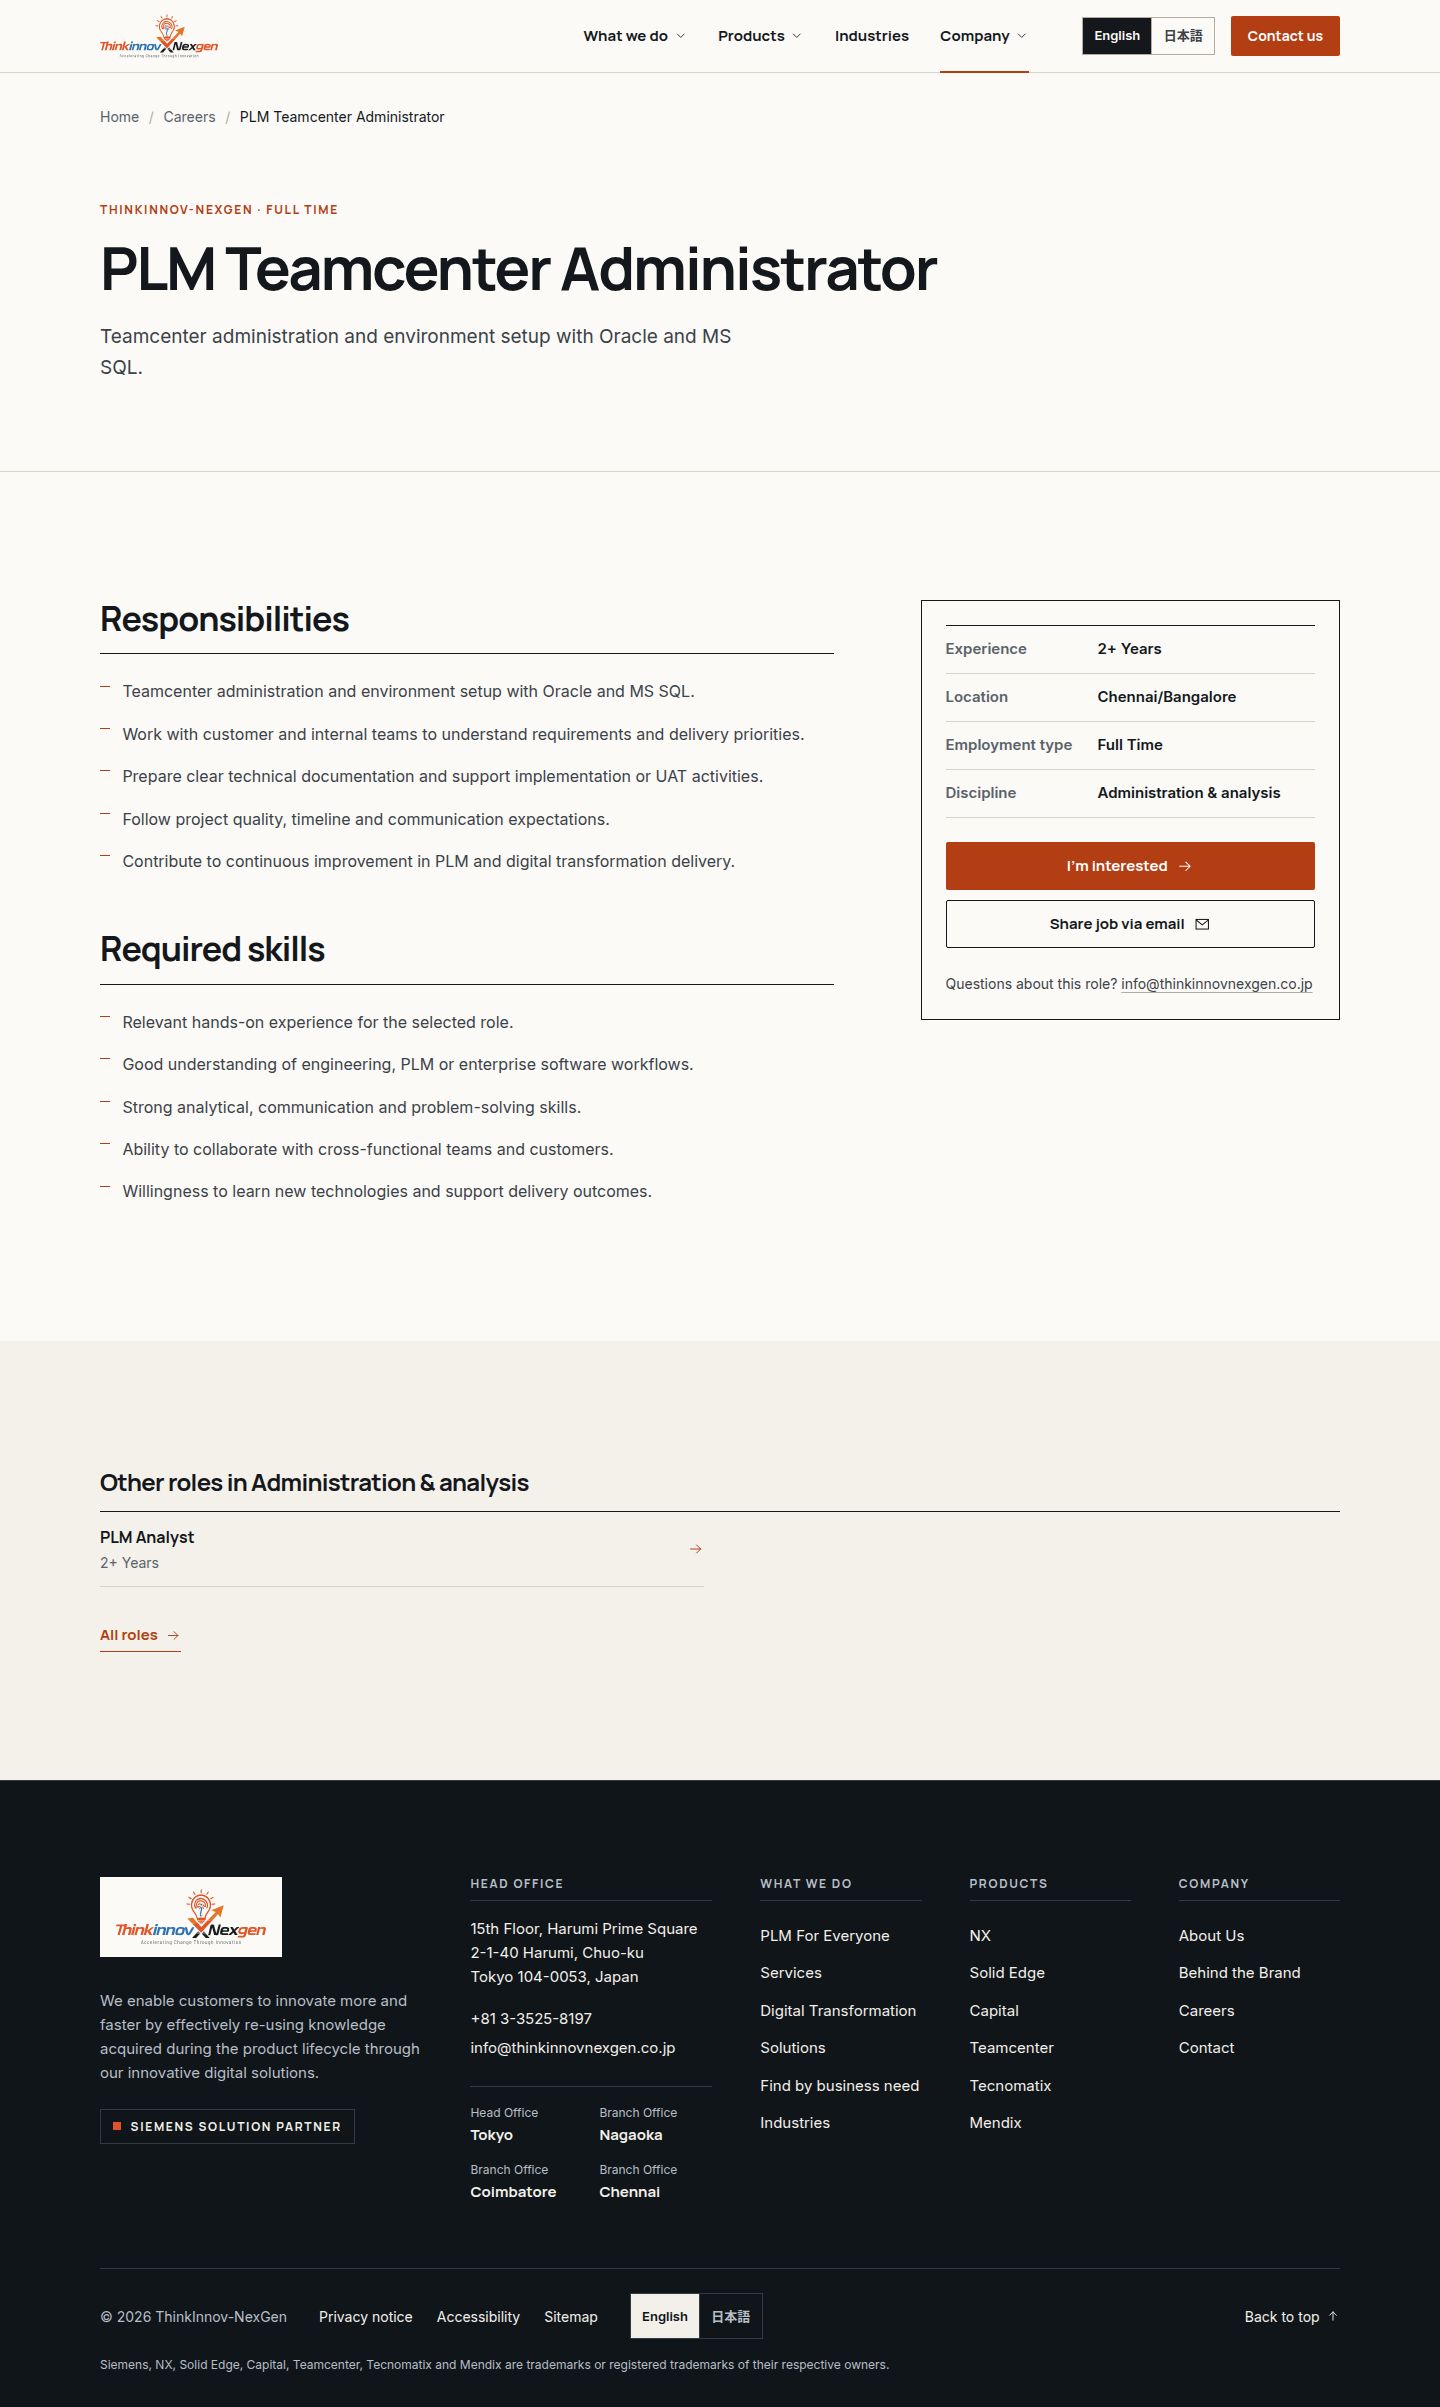 ThinkinnovXNexgen
Accelerating Change Through Innovation
What we do
Products
Industries
Company
English
日本語
Contact us
Home / Careers / PLM Teamcenter Administrator
THINKINNOV-NEXGEN · FULL TIME
PLM Teamcenter Administrator
Teamcenter administration and environment setup with Oracle and MS
SQL.
Responsibilities
Teamcenter administration and environment setup with Oracle and MS SQL.
Work with customer and internal teams to understand requirements and delivery priorities.
Prepare clear technical documentation and support implementation or UAT activities.
Follow project quality, timeline and communication expectations.
Contribute to continuous improvement in PLM and digital transformation delivery.
Required skills
Relevant hands-on experience for the selected role.
Good understanding of engineering, PLM or enterprise software workflows.
Strong analytical, communication and problem-solving skills.
Ability to collaborate with cross-functional teams and customers.
Willingness to learn new technologies and support delivery outcomes.
Experience 2+ Years
Location Chennai/Bangalore
Employment type Full Time
Discipline Administration & analysis
I'm interested
Share job via email
Questions about this role? info@thinkinnovnexgen.co.jp
Other roles in Administration & analysis
PLM Analyst
2+ Years
All roles
ThinkinnovXNexgen
Accelerating Change Through Innovation
We enable customers to innovate more and
faster by effectively re-using knowledge
acquired during the product lifecycle through
our innovative digital solutions.
SIEMENS SOLUTION PARTNER
HEAD OFFICE
15th Floor, Harumi Prime Square
2-1-40 Harumi, Chuo-ku
Tokyo 104-0053, Japan
+81 3-3525-8197
info@thinkinnovnexgen.co.jp
Head Office
Tokyo
Branch Office
Nagaoka
Branch Office
Coimbatore
Branch Office
Chennai
WHAT WE DO
PLM For Everyone
Services
Digital Transformation
Solutions
Find by business need
Industries
PRODUCTS
NX
Solid Edge
Capital
Teamcenter
Tecnomatix
Mendix
COMPANY
About Us
Behind the Brand
Careers
Contact
© 2026 ThinkInnov-NexGen
Privacy notice
Accessibility
Sitemap
English
日本語
Back to top
Siemens, NX, Solid Edge, Capital, Teamcenter, Tecnomatix and Mendix are trademarks or registered trademarks of their respective owners.